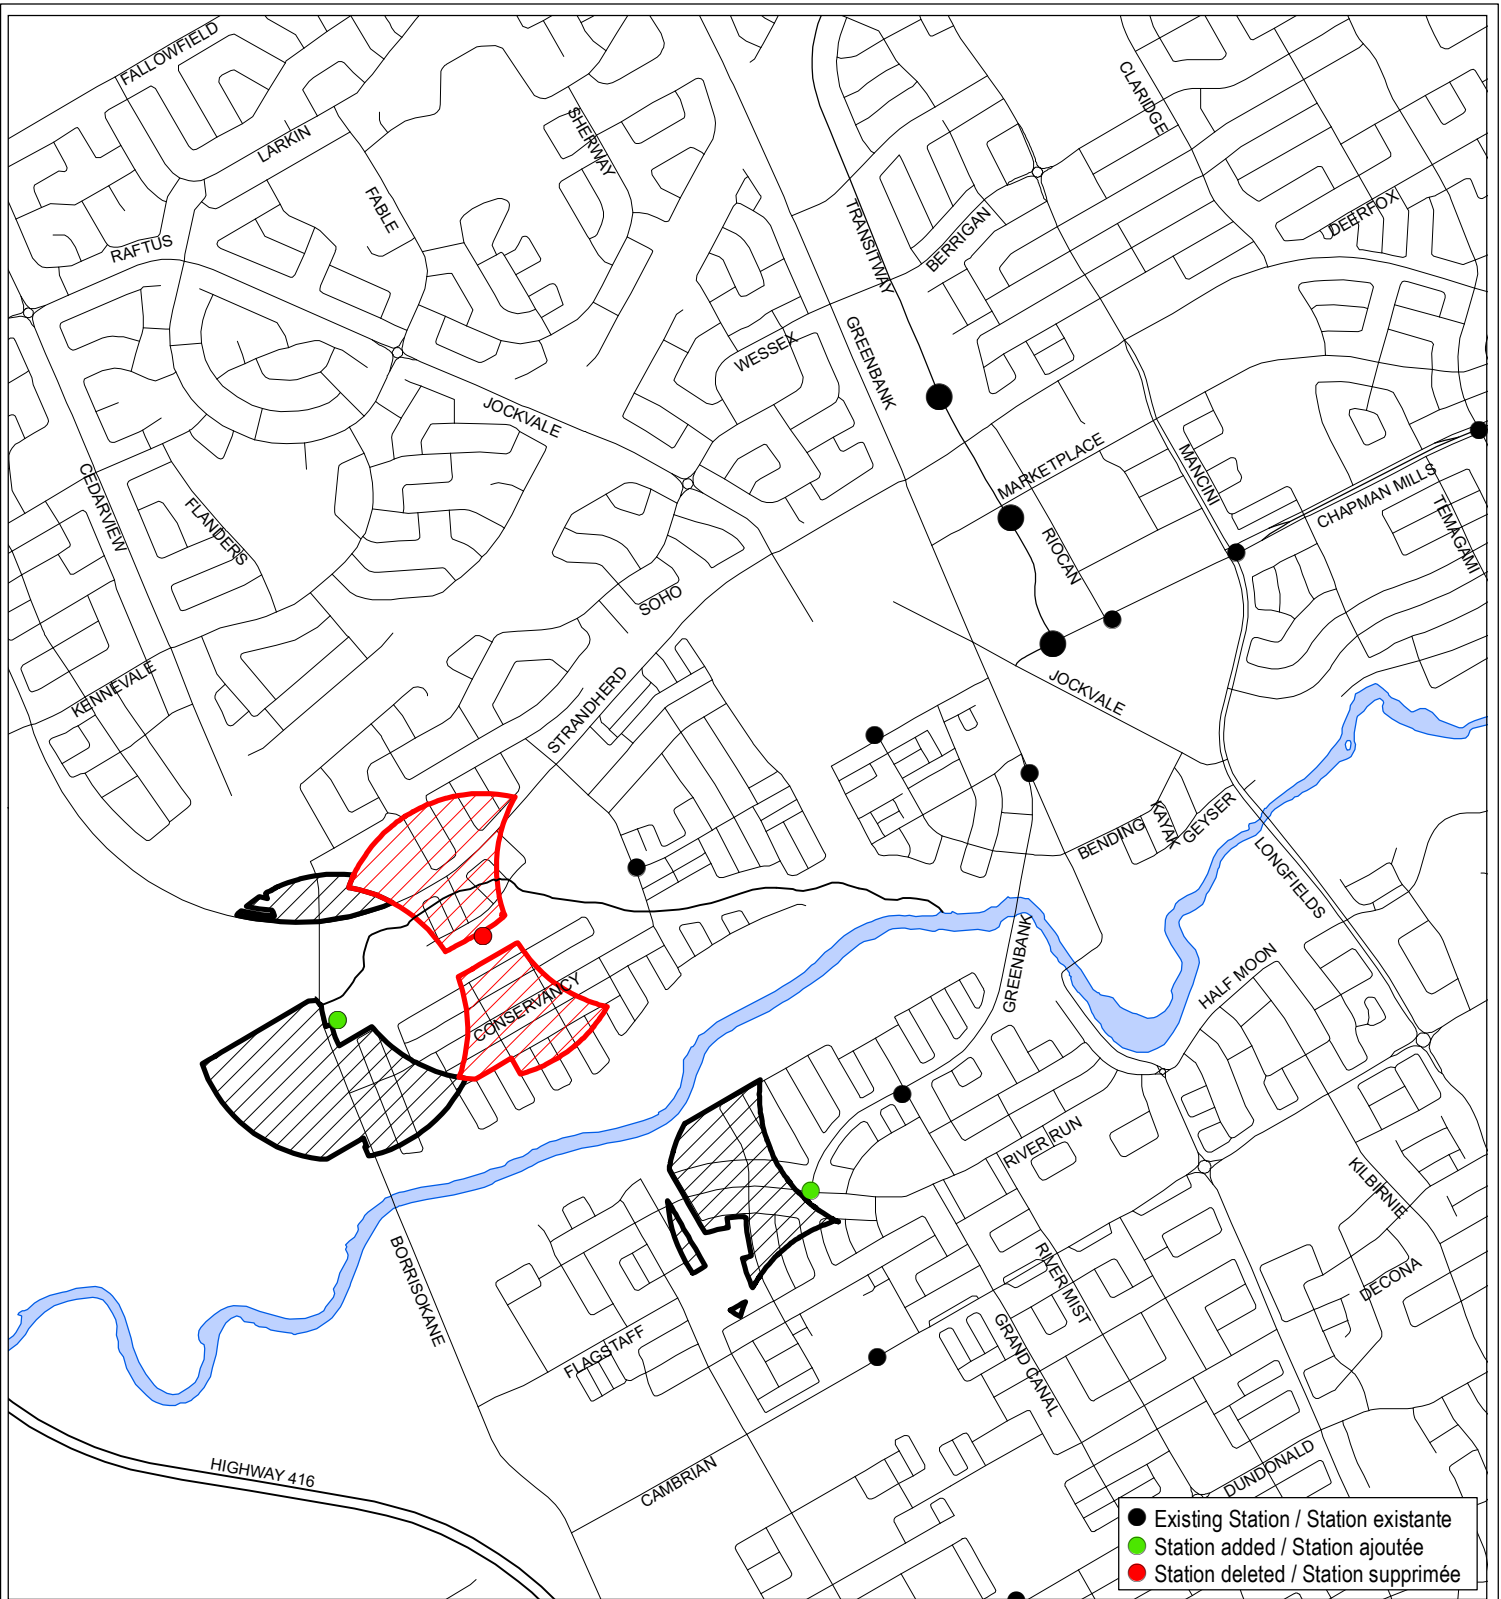 FALLOWFIELD
LARKIN
SHERWAY
CLARIDGE
FABLE
RAFTUS
TRANSITWAY
BERRIGAN
DEERFOX
WESSEX
GREENBANK
JOCKVALE
CEDARVIEW
FLANDERS
MARKETPLACE
MANCINI
CHAPMAN MILLS
TEMAGAMI
RIOCAN
SOHO
KENNEVALE
STRANDHERD
JOCKVALE
BENDING
KAYAK
GEYSER
LONGFIELDS
GREENBANK
HALF MOON
CONSERVANCY
RIVER RUN
KILBIRNIE
BORRISOKANE
RIVER MIST
DECONA
FLAGSTAFF
GRAND CANAL
HIGHWAY 416
CAMBRIAN
DUNDONALD
Existing Station / Station existante
Station added / Station ajoutée
Station deleted / Station supprimée